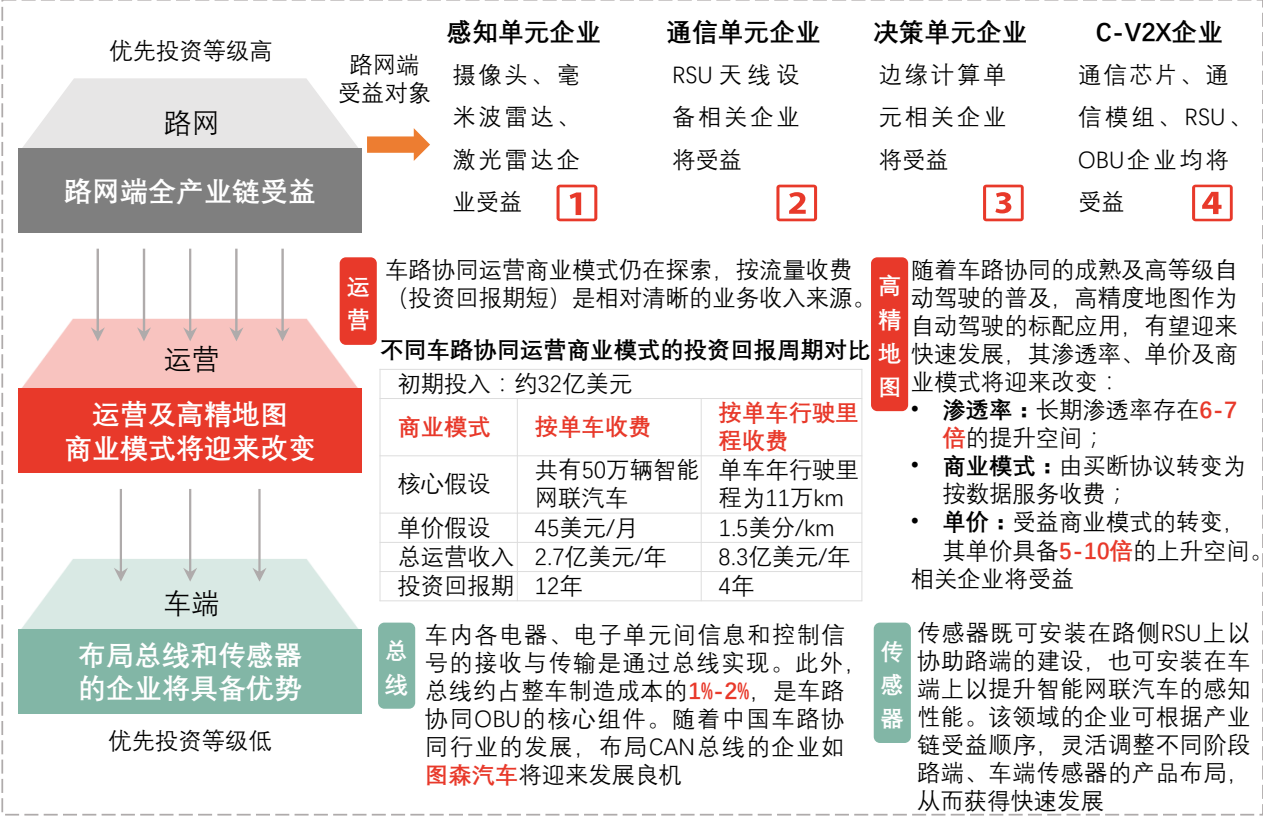 优先投资等级高
路网
路网端全产业链受益
路网端
受益对象
感知单元企业
摄像头、毫
米波雷达、
激光雷达企
业受益
1
通信单元企业
RSU天线设
备相关企业
将受益
2
决策单元企业
边缘计算单
元相关企业
将受益
3
C-V2X企业
通信芯片、通
信模组、RSU、
OBU企业均将
受益
4
运营
运营及高精地图
商业模式将迎来改变
运
营
车路协同运营商业模式仍在探索，按流量收费
（投资回报期短）是相对清晰的业务收入来源。
不同车路协同运营商业模式的投资回报周期对比
初期投入：约32亿美元
商业模式 按单车收费 按单车行驶里
程收费
核心假设 共有50万辆智能 单车年行驶里
网联汽车 程为11万km
单价假设 45美元/月 1.5美分/km
总运营收入 2.7亿美元/年 8.3亿美元/年
投资回报期 12年 4年
高
精
地
图
随着车路协同的成熟及高等级自
动驾驶的普及，高精度地图作为
自动驾驶的标配应用，有望迎来
快速发展，其渗透率、单价及商
业模式将迎来改变：
• 渗透率：长期渗透率存在6-7
倍的提升空间；
• 商业模式：由买断协议转变为
按数据服务收费；
• 单价：受益商业模式的转变，
其单价具备5-10倍的上升空间。
相关企业将受益
车端
布局总线和传感器
的企业将具备优势
优先投资等级低
总
线
车内各电器、电子单元间信息和控制信
号的接收与传输是通过总线实现。此外，
总线约占整车制造成本的1%-2%，是车路
协同OBU的核心组件。随着中国车路协
同行业的发展，布局CAN总线的企业如
图森汽车将迎来发展良机
传
感
器
传感器既可安装在路侧RSU上以
协助路端的建设，也可安装在车
端上以提升智能网联汽车的感知
性能。该领域的企业可根据产业
链受益顺序，灵活调整不同阶段
路端、车端传感器的产品布局，
从而获得快速发展